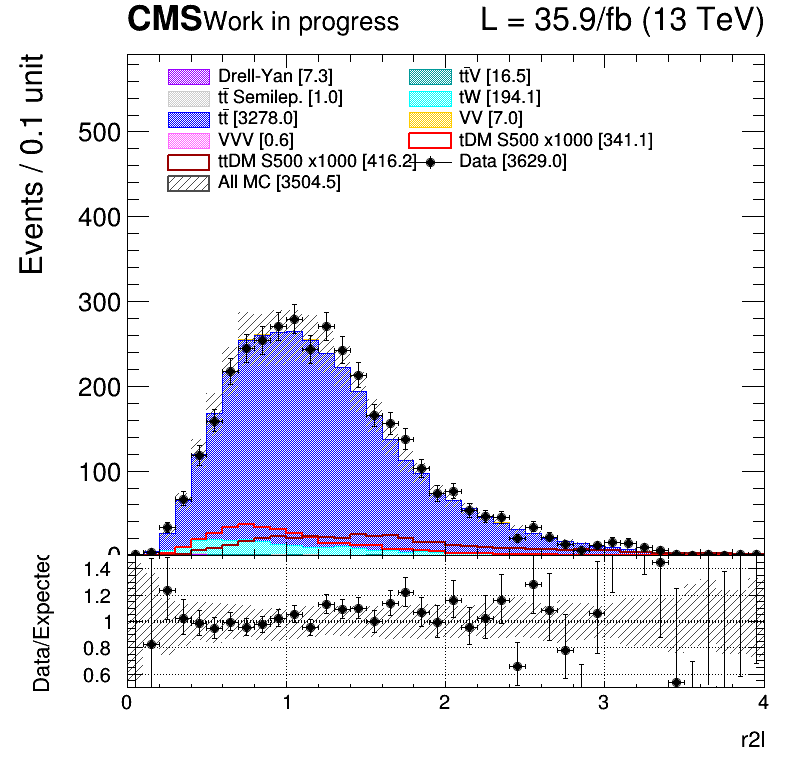 CMS Work in progress L = 35.9/fb (13 TeV)
Events / 0.1 unit
Drell-Yan [7.3] tt̄V [16.5]
tt̄ Semilep. [1.0] tW [194.1]
tt̄ [3278.0] VV [7.0]
VVV [0.6] tDM S500 x1000 [341.1]
ttDM S500 x1000 [416.2] Data [3629.0]
All MC [3504.5]
500
400
300
200
100
0
Data/Expected
1.4
1.2
1
0.8
0.6
0 1 2 3 4
r2l